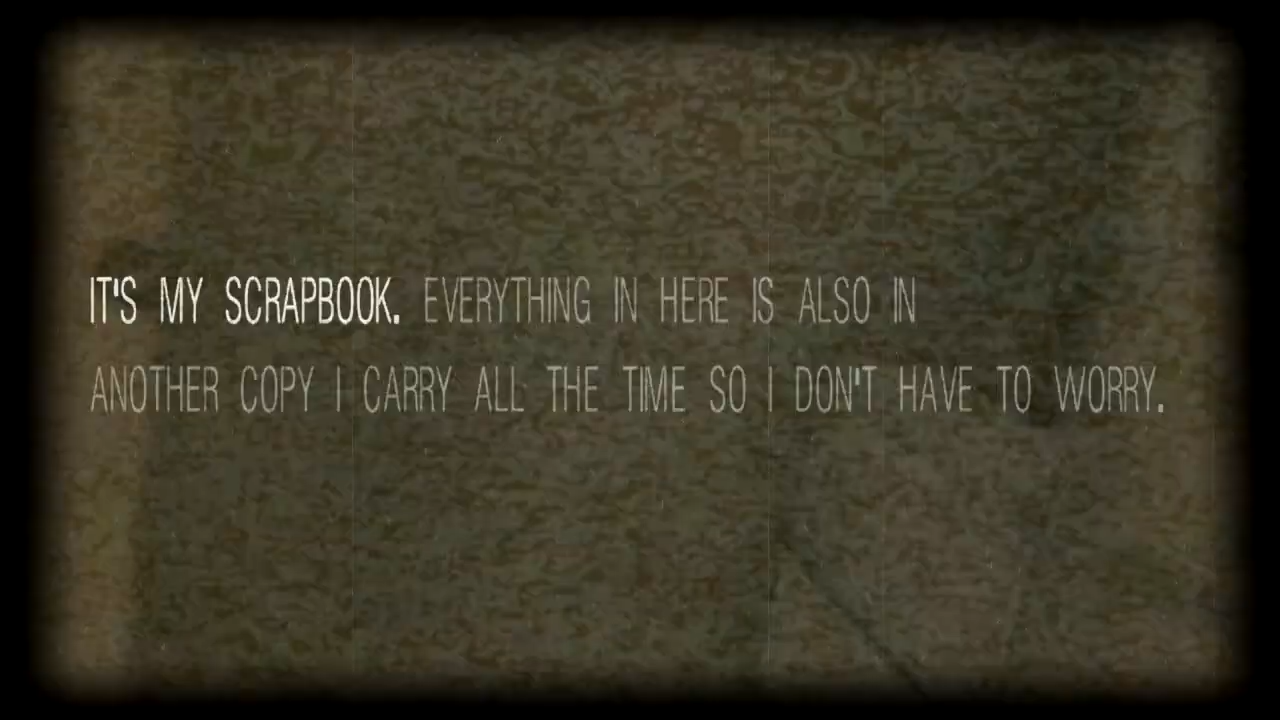 IT'S MY SCRAPBOOK. EVERYTHING IN HERE IS ALSO IN
ANOTHER COPY I CARRY ALL THE TIME SO I DON'T HAVE TO WORRY.